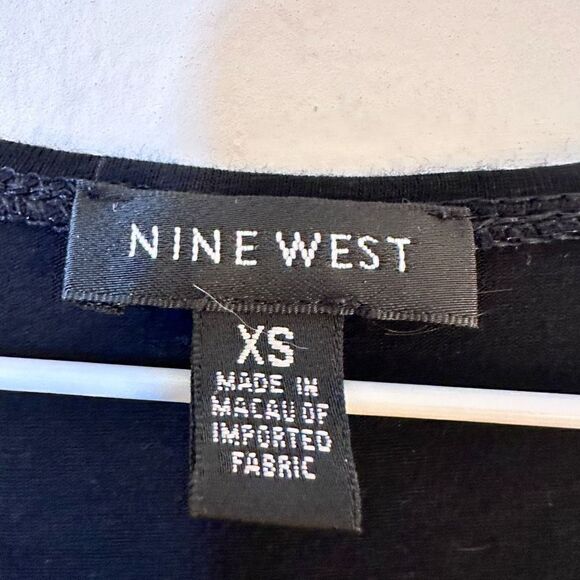 NINE WEST
XS
MADE IN
MACAU OF
IMPORTED
FABRIC